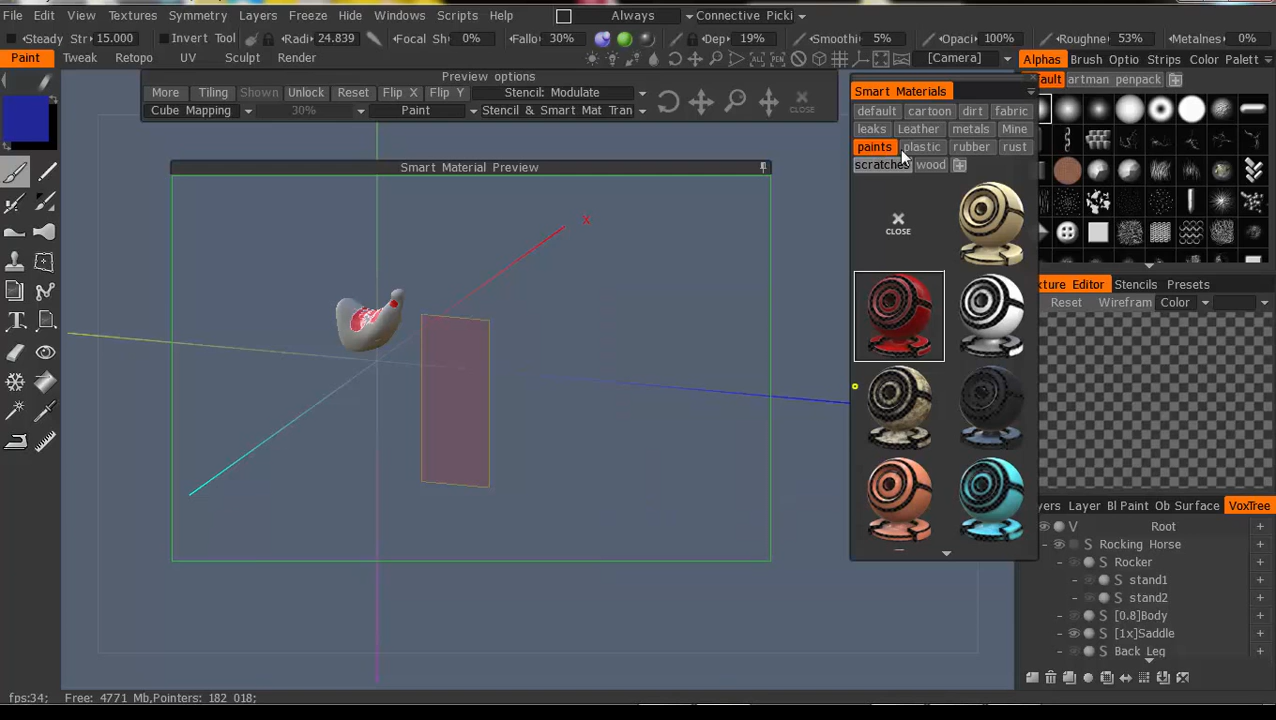 File Edit View Textures Symmetry Layers Freeze Hide Windows Scripts Help Always Connective Picki
Steady Str 15.000 Invert Tool Radi 24.839 Focal Sh 0% Fallo 30% Dep 19% Smoothi 5% Opaci 100% Roughne 53% Metalnes 0%
Paint Tweak Retopo UV Sculpt Render [Camera] Alphas Brush Optio Strips Color Palett
Preview options
More Tiling Shown Unlock Reset Flip X Flip Y Stencil: Modulate
Cube Mapping 30% Paint Stencil & Smart Mat Tran CLOSE
Smart Materials
default cartoon dirt fabric
leaks Leather metals Mine
paints plastic rubber rust
scratches wood
CLOSE
fault artman penpack
Smart Material Preview
X
xture Editor Stencils Presets
Reset Wirefram Color
yers Layer Bl Paint Ob Surface VoxTree
V Root +
Rocking Horse +
S Rocker +
S stand1 +
S stand2 +
S [0.8]Body +
S [1x]Saddle +
S Back Leg +
fps:34; Free: 4771 Mb,Pointers: 182 018;